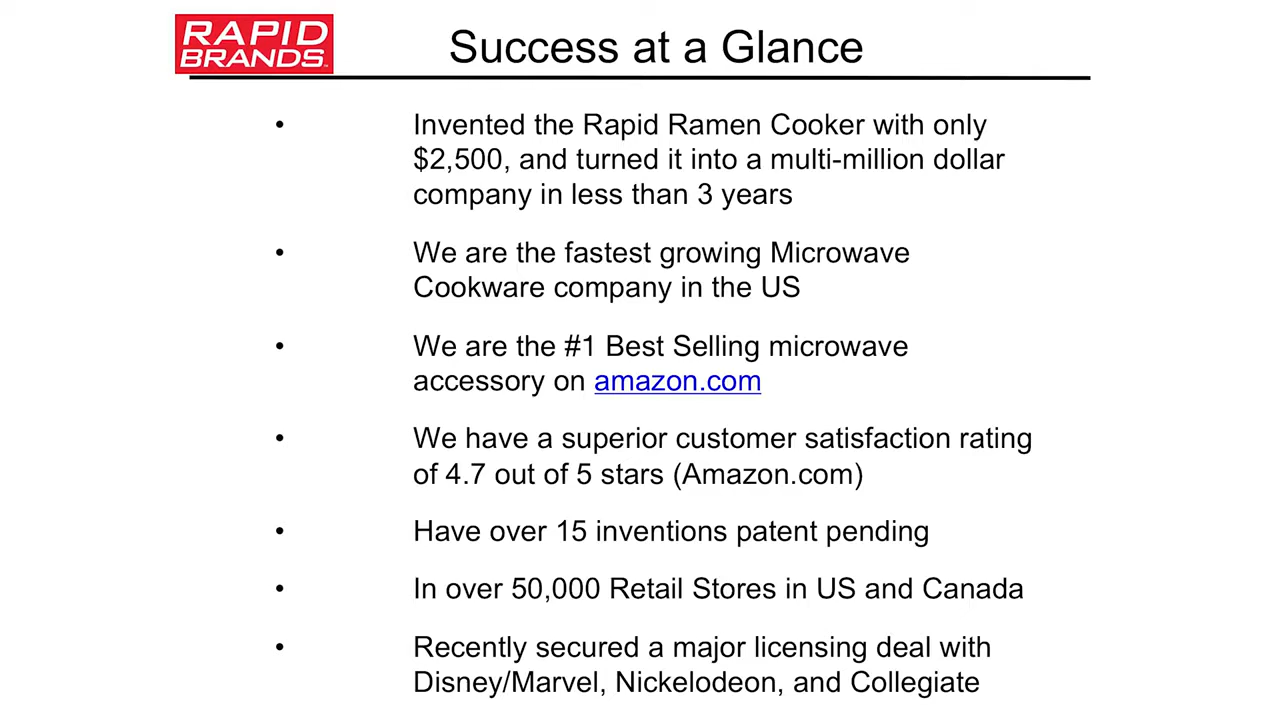 RAPID
BRANDS™
Success at a Glance
• Invented the Rapid Ramen Cooker with only
$2,500, and turned it into a multi-million dollar
company in less than 3 years
• We are the fastest growing Microwave
Cookware company in the US
• We are the #1 Best Selling microwave
accessory on amazon.com
• We have a superior customer satisfaction rating
of 4.7 out of 5 stars (Amazon.com)
• Have over 15 inventions patent pending
• In over 50,000 Retail Stores in US and Canada
• Recently secured a major licensing deal with
Disney/Marvel, Nickelodeon, and Collegiate